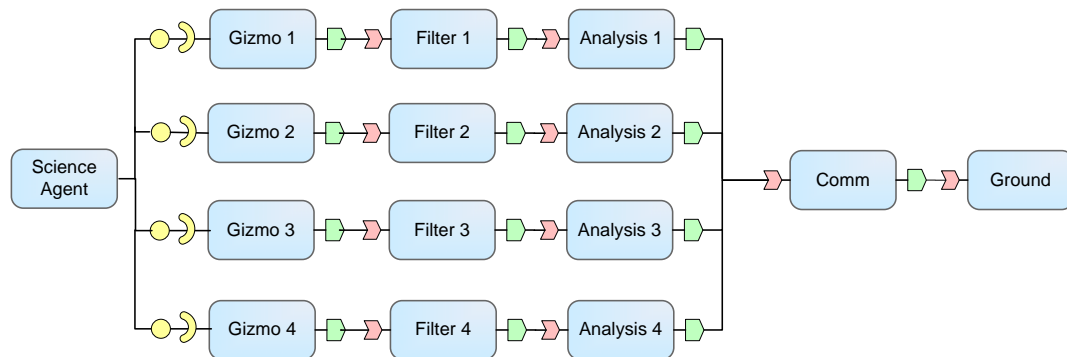 Gizmo 1
Filter 1
Analysis 1
Gizmo 2
Filter 2
Analysis 2
Science
Agent
Comm
Ground
Gizmo 3
Filter 3
Analysis 3
Gizmo 4
Filter 4
Analysis 4